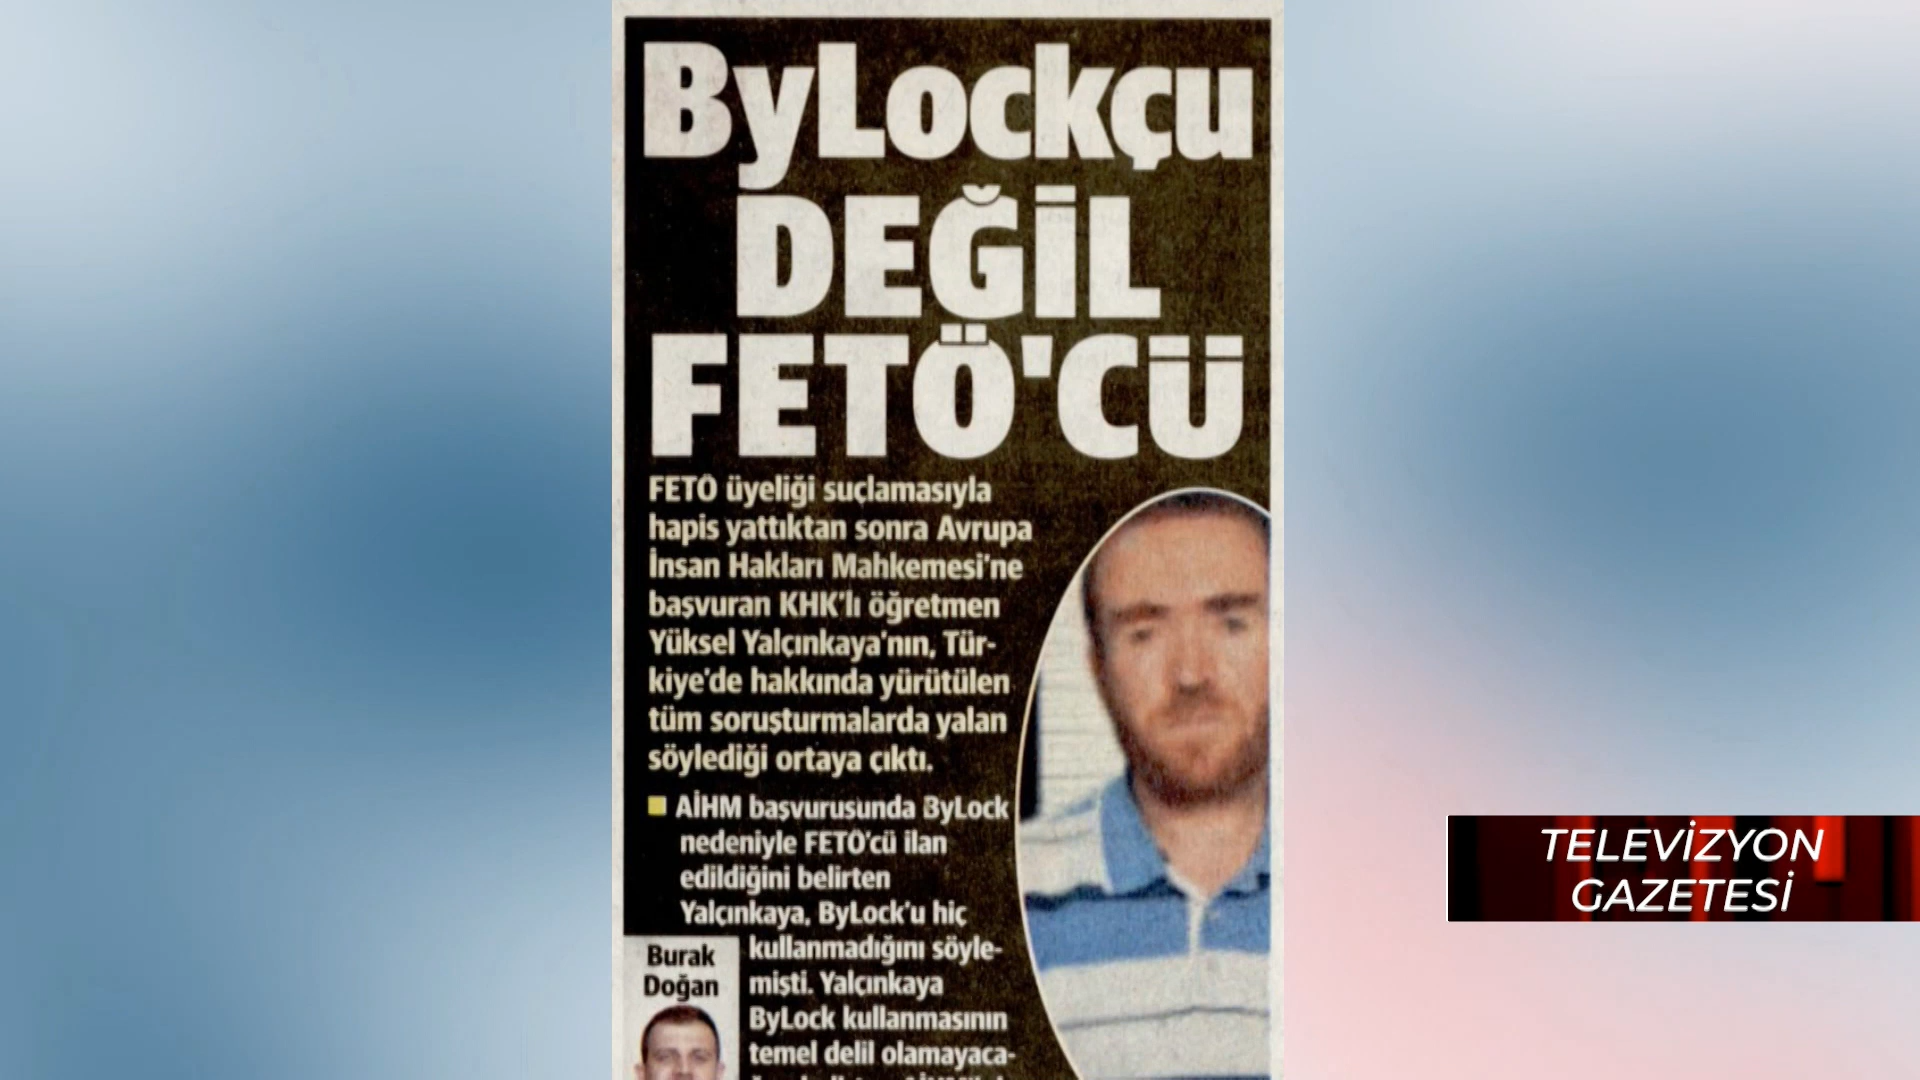 ByLockçu
DEĞİL
FETÖ'CÜ
FETÖ üyeliği suçlamasıyla
hapis yattıktan sonra Avrupa
İnsan Hakları Mahkemesi'ne
başvuran KHK'lı öğretmen
Yüksel Yalçınkaya'nın, Tür-
kiye'de hakkında yürütülen
tüm soruşturmalarda yalan
söylediği ortaya çıktı.
AİHM başvurusunda ByLock
nedeniyle FETÖ'cü ilan
edildiğini belirten
Yalçınkaya, ByLock'u hiç
kullanmadığını söyle-
mişti. Yalçınkaya
ByLock kullanmasının
temel delil olamayaca-
Burak
Doğan
TELEVİZYON
GAZETESİ